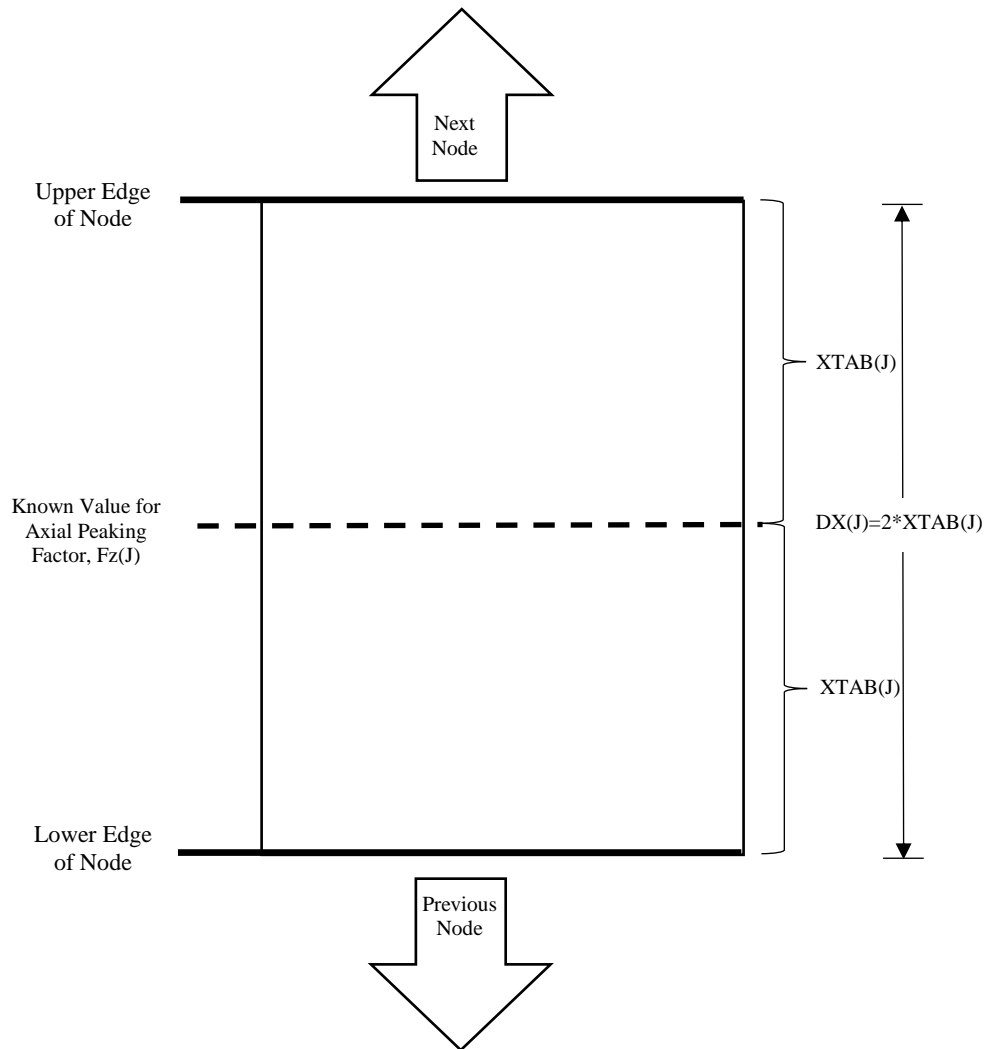 Next
Node
Upper Edge
of Node
XTAB(J)
Known Value for
Axial Peaking
Factor, Fz(J)
DX(J)=2*XTAB(J)
XTAB(J)
Lower Edge
of Node
Previous
Node